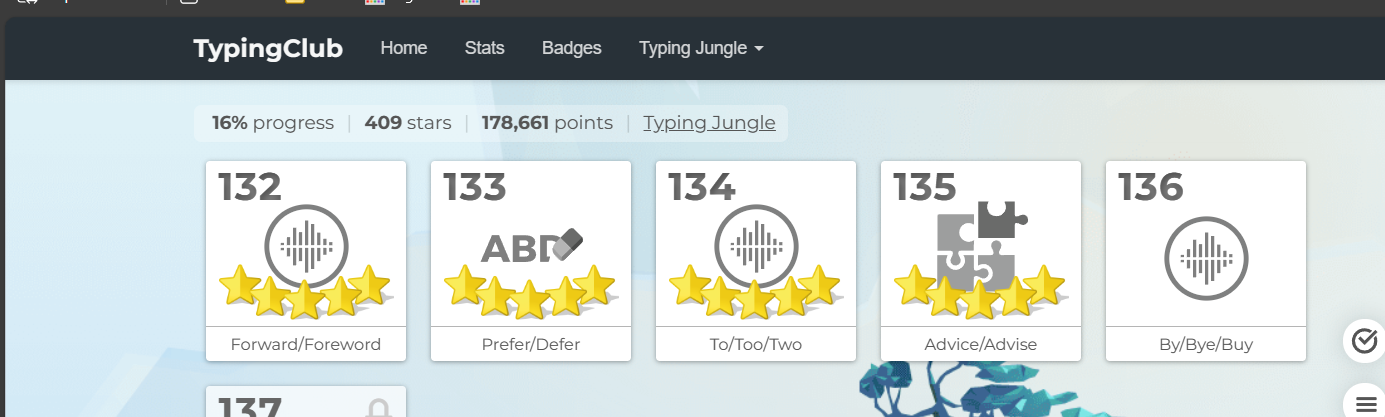 TypingClub Home Stats Badges Typing Jungle
16% progress | 409 stars | 178,661 points | Typing Jungle
132 133 134 135 136
ABD
Forward/Foreword Prefer/Defer To/Too/Two Advice/Advise By/Bye/Buy
137